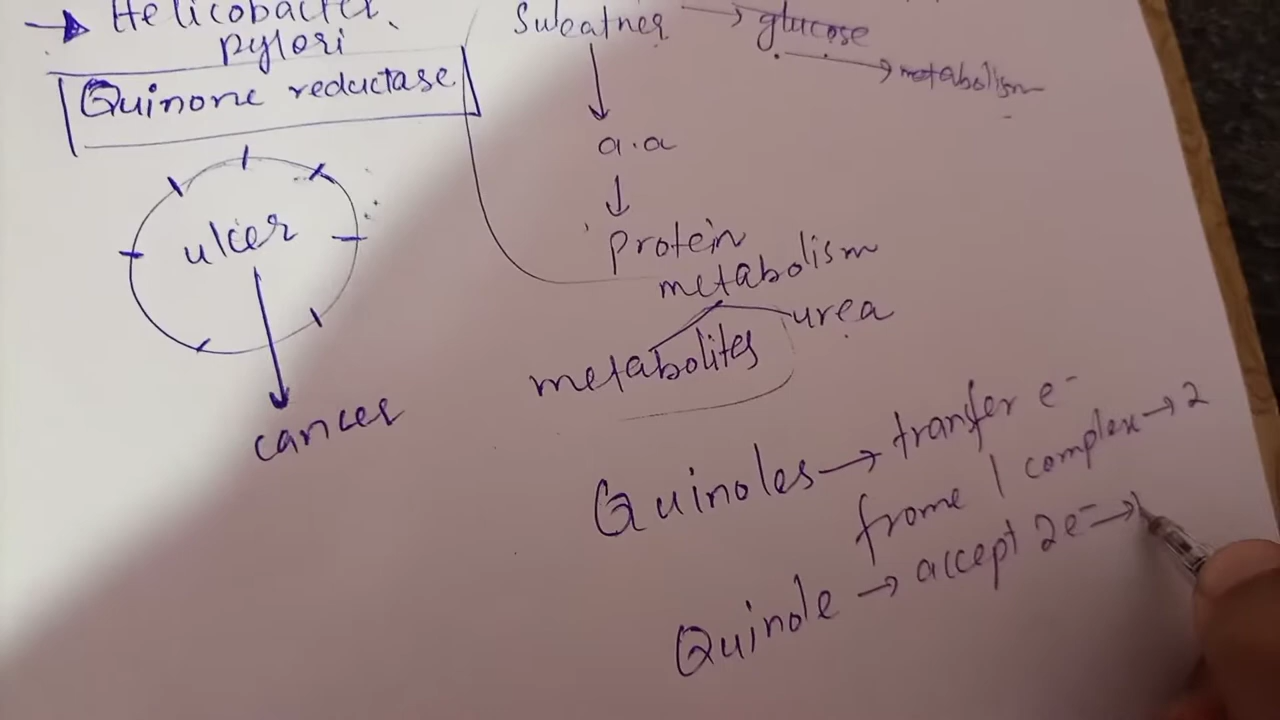 → Helicobacter
pylori
Quinone reductase
ulcer
cancer
→ glucose
→ metabolism
↓
a.a
↓
Protein
metabolism
urea
metabolites
Quinoles → transfer e⁻
frome 1 complex → 2
Quinole → accept 2e⁻ →